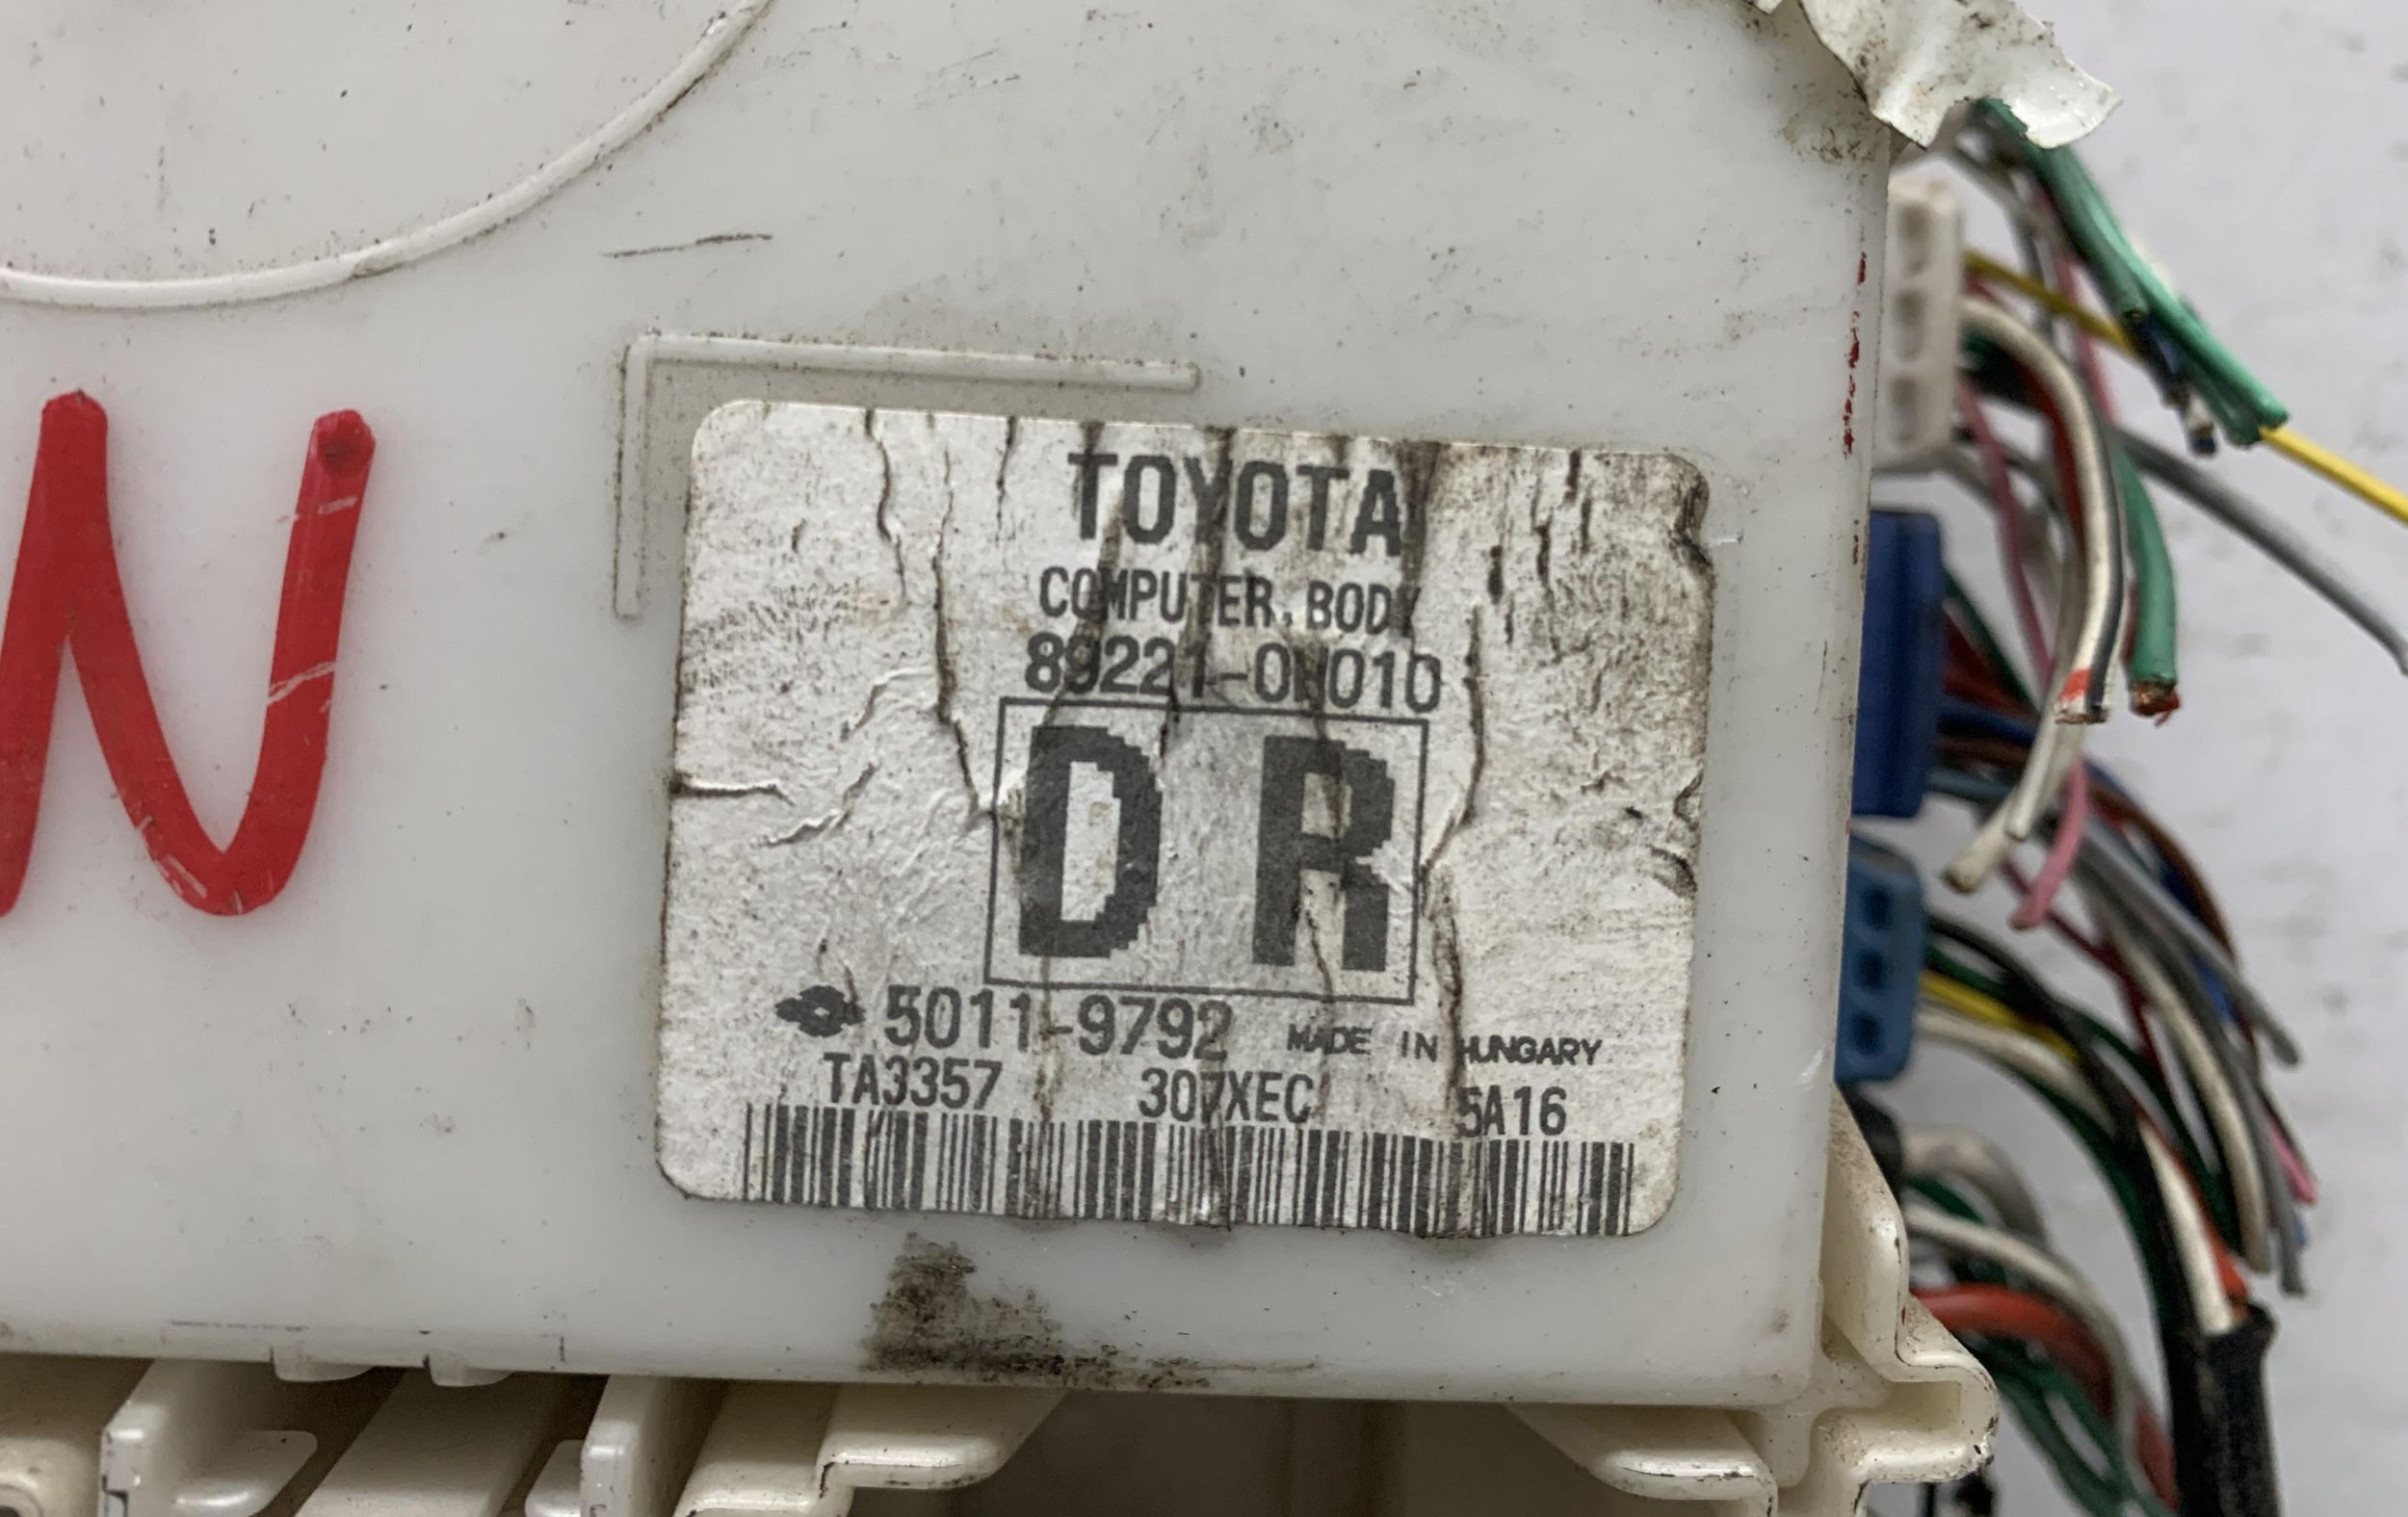 N
TOYOTA
COMPUTER, BODY
89221-0H010
D R
5011-9792 MADE IN HUNGARY
TA3357 307XEC 5A16